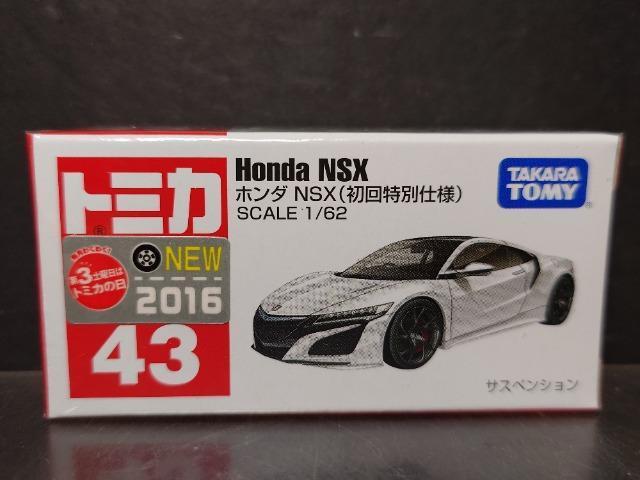 トミカ
®
Honda NSX
ホンダ NSX(初回特別仕様)
SCALE 1/62
TAKARA
TOMY
®
第3土曜日は
トミカの日
NEW
2016
43
サスペンション